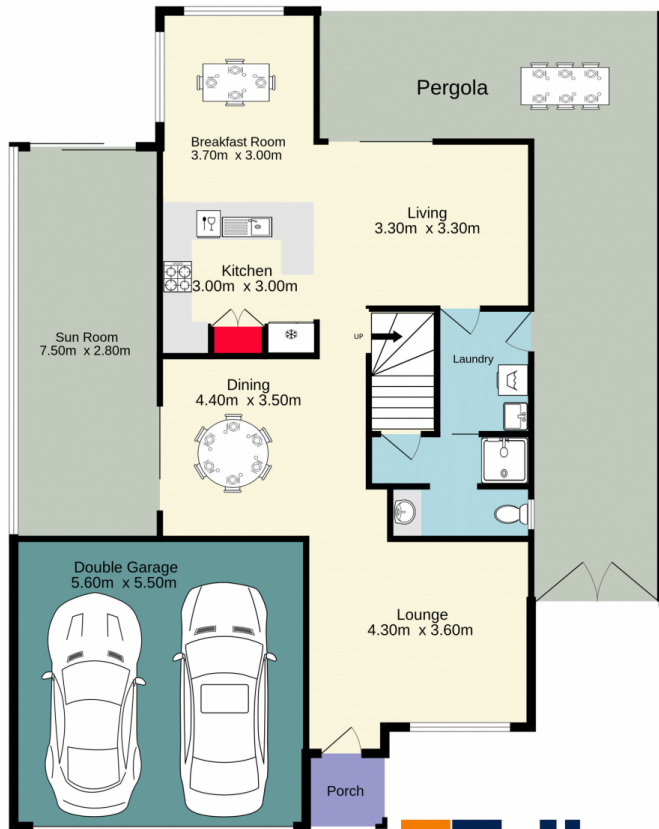 Pergola
Breakfast Room
3.70m x 3.00m
Living
3.30m x 3.30m
Kitchen
3.00m x 3.00m
Sun Room
7.50m x 2.80m
UP
Laundry
Dining
4.40m x 3.50m
Double Garage
5.60m x 5.50m
Lounge
4.30m x 3.60m
Porch